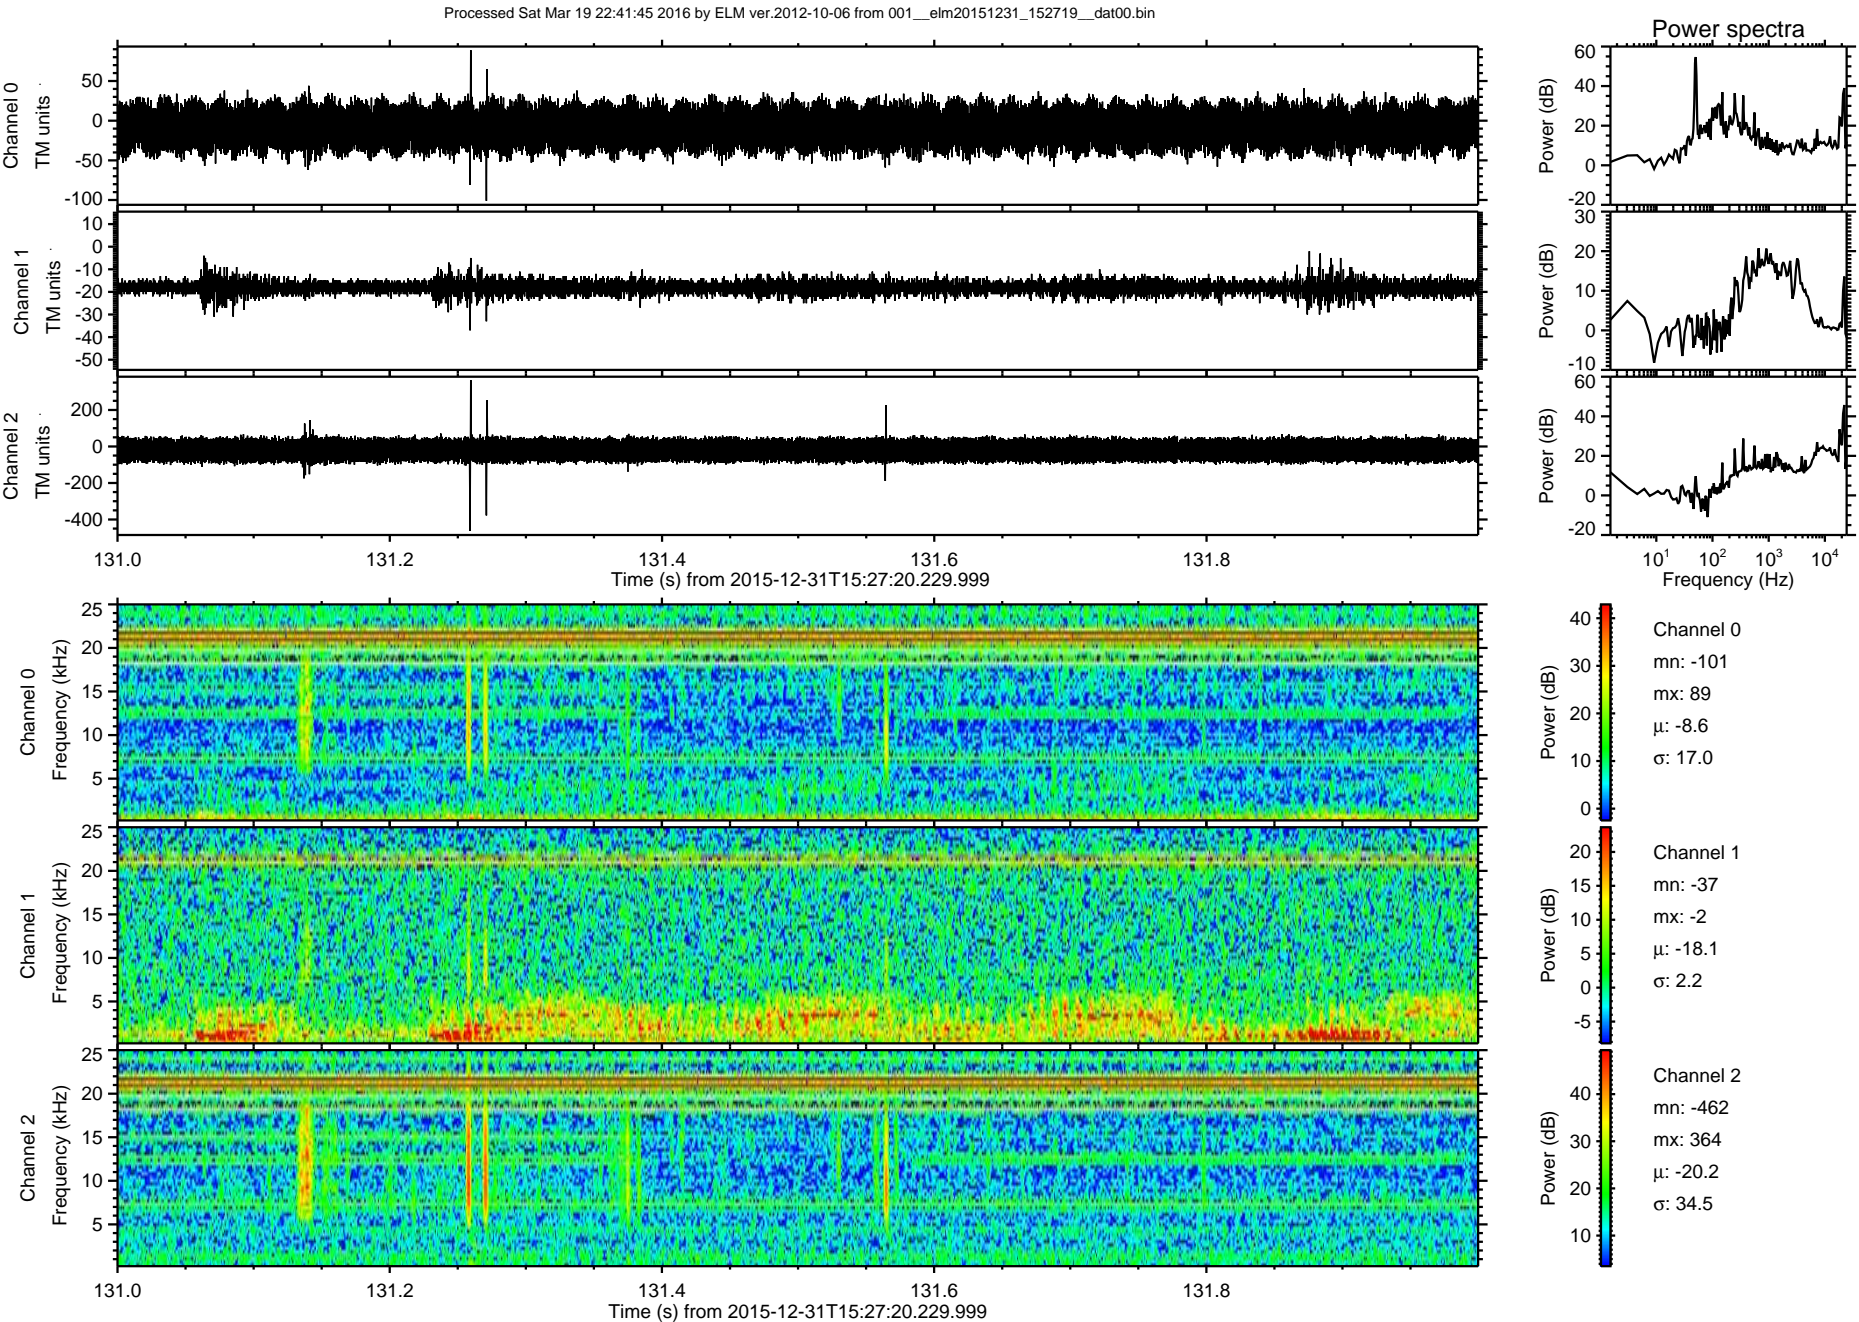 Processed Sat Mar 19 22:41:45 2016 by ELM ver.2012-10-06 from 001__elm20151231_152719__dat00.bin
Power spectra
Channel 0
TM units
50
0
-50
-100
Power (dB)
60
40
20
0
-20
Channel 1
TM units
10
0
-10
-20
-30
-40
-50
Power (dB)
30
20
10
0
-10
Channel 2
TM units
200
0
-200
-400
Power (dB)
60
40
20
0
-20
131.0 131.2 131.4 131.6 131.8
Time (s) from 2015-12-31T15:27:20.229.999
10^1 10^2 10^3 10^4
Frequency (Hz)
Channel 0
Frequency (kHz)
25
20
15
10
5
Power (dB)
40
30
20
10
0
Channel 0
mn: -101
mx: 89
μ: -8.6
σ: 17.0
Channel 1
Frequency (kHz)
25
20
15
10
5
Power (dB)
20
15
10
5
0
-5
Channel 1
mn: -37
mx: -2
μ: -18.1
σ: 2.2
Channel 2
Frequency (kHz)
25
20
15
10
5
Power (dB)
40
30
20
10
Channel 2
mn: -462
mx: 364
μ: -20.2
σ: 34.5
131.0 131.2 131.4 131.6 131.8
Time (s) from 2015-12-31T15:27:20.229.999